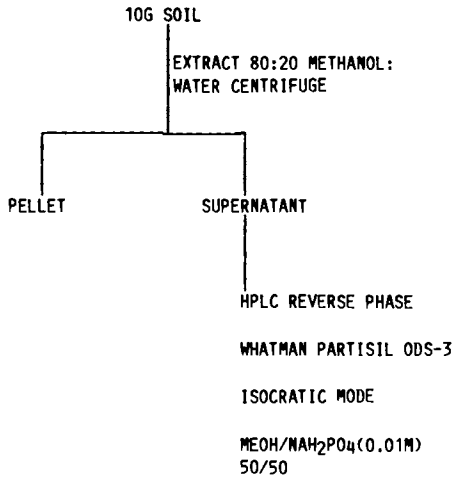 10G SOIL
EXTRACT 80:20 METHANOL:
WATER CENTRIFUGE
PELLET
SUPERNATANT
HPLC REVERSE PHASE
WHATMAN PARTISIL ODS-3
ISOCRATIC MODE
MEOH/NAH₂PO₄(0.01M)
50/50